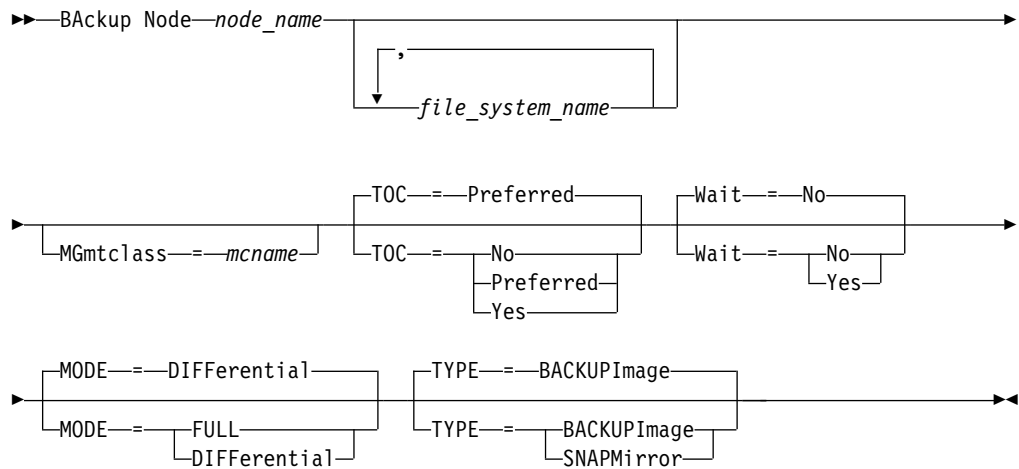 BAckup Node node_name
,
file_system_name
TOC = Preferred Wait = No
MGmtclass = mcname TOC = No Wait = No
Preferred Yes
Yes
MODE = DIFFerential TYPE = BACKUPImage
MODE = FULL TYPE = BACKUPImage
DIFFerential SNAPMirror